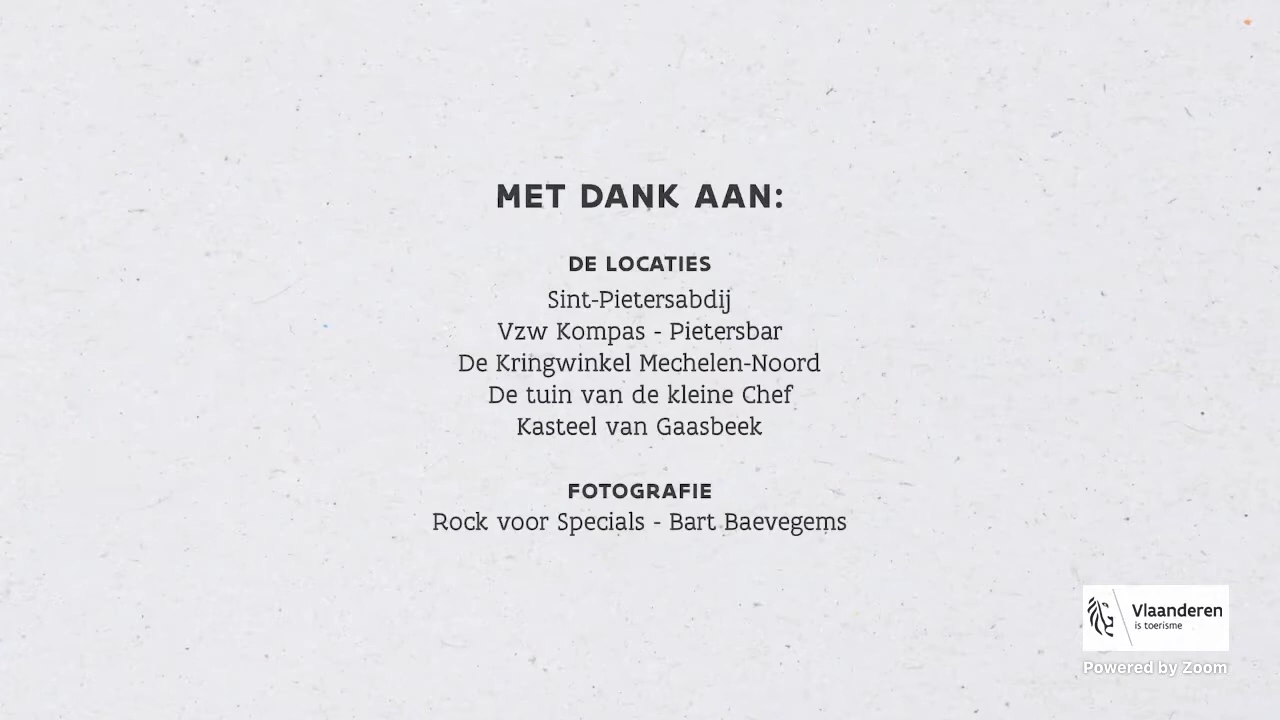 MET DANK AAN:
DE LOCATIES
Sint-Pietersabdij
Vzw Kompas - Pietersbar
De Kringwinkel Mechelen-Noord
De tuin van de kleine Chef
Kasteel van Gaasbeek
FOTOGRAFIE
Rock voor Specials - Bart Baevegems
Vlaanderen
is toerisme
Powered by Zoom